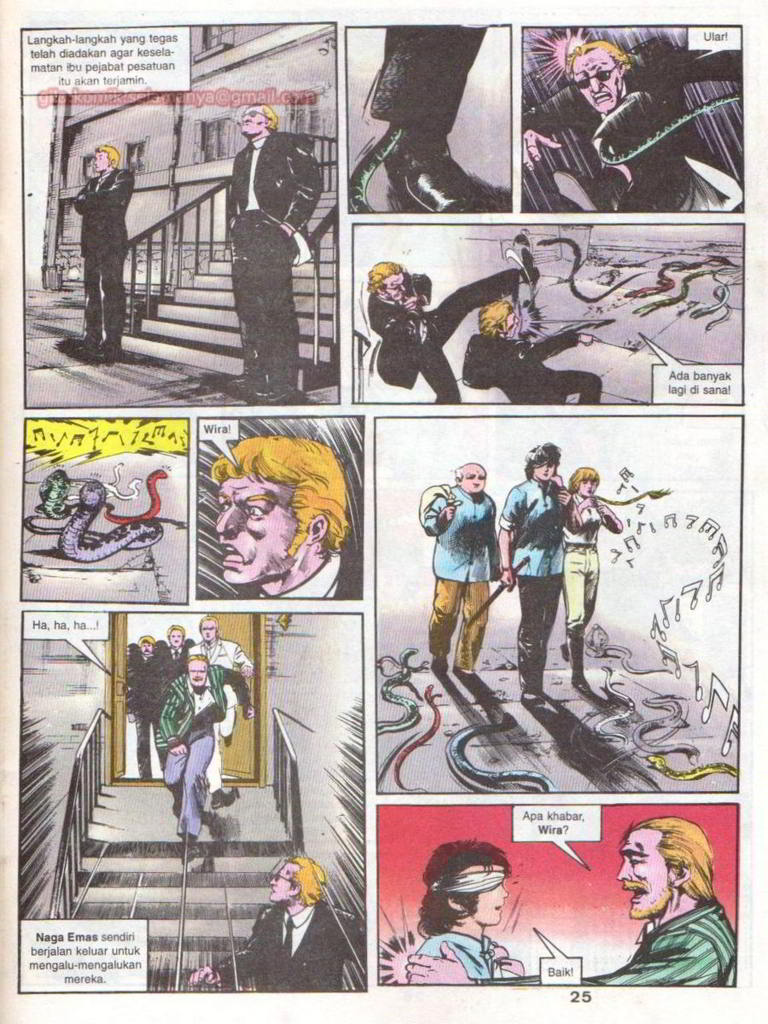 Langkah-langkah yang tegas
telah diadakan agar kesela-
matan ibu pejabat pesatuan
itu akan terjamin.
Ular!
Ada banyak
lagi di sana!
Wira!
Ha, ha, ha...!
Naga Emas sendiri
berjalan keluar untuk
mengalu-mengalukan
mereka.
Apa khabar,
Wira?
Baik!
25